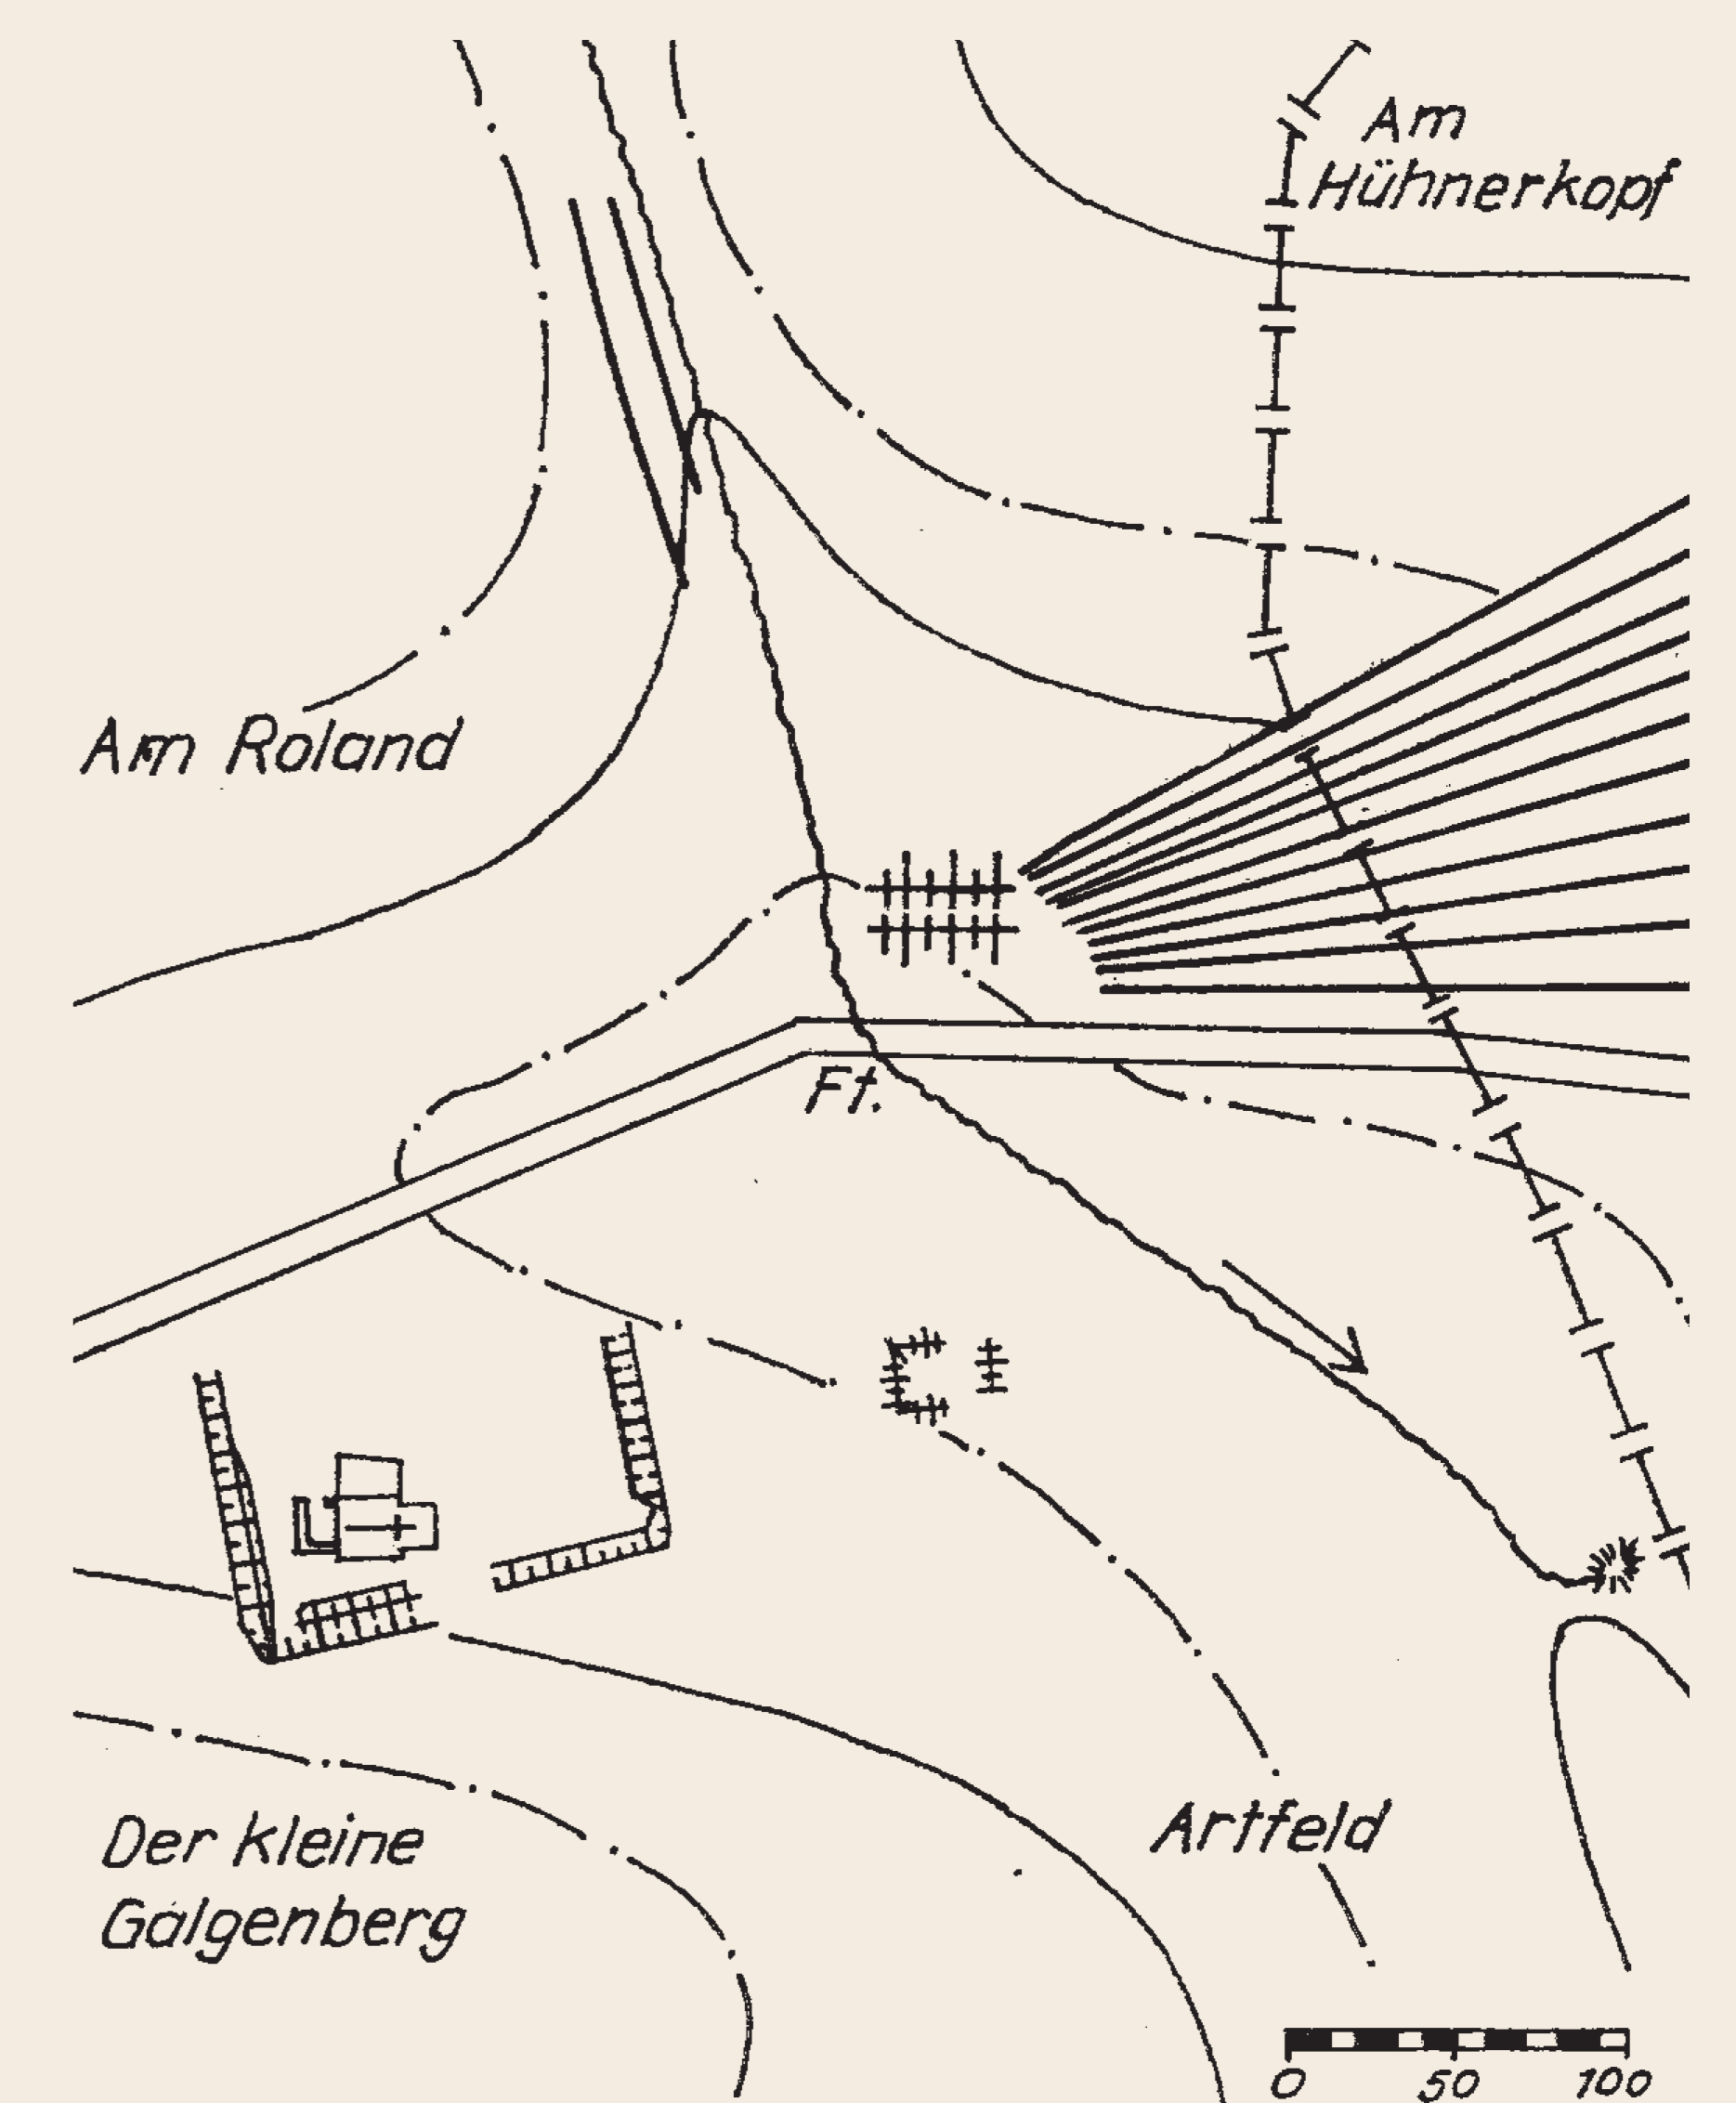 Am
Hühnerkopf
Am Roland
Ft.
Artfeld
Der kleine
Galgenberg
0 50 100